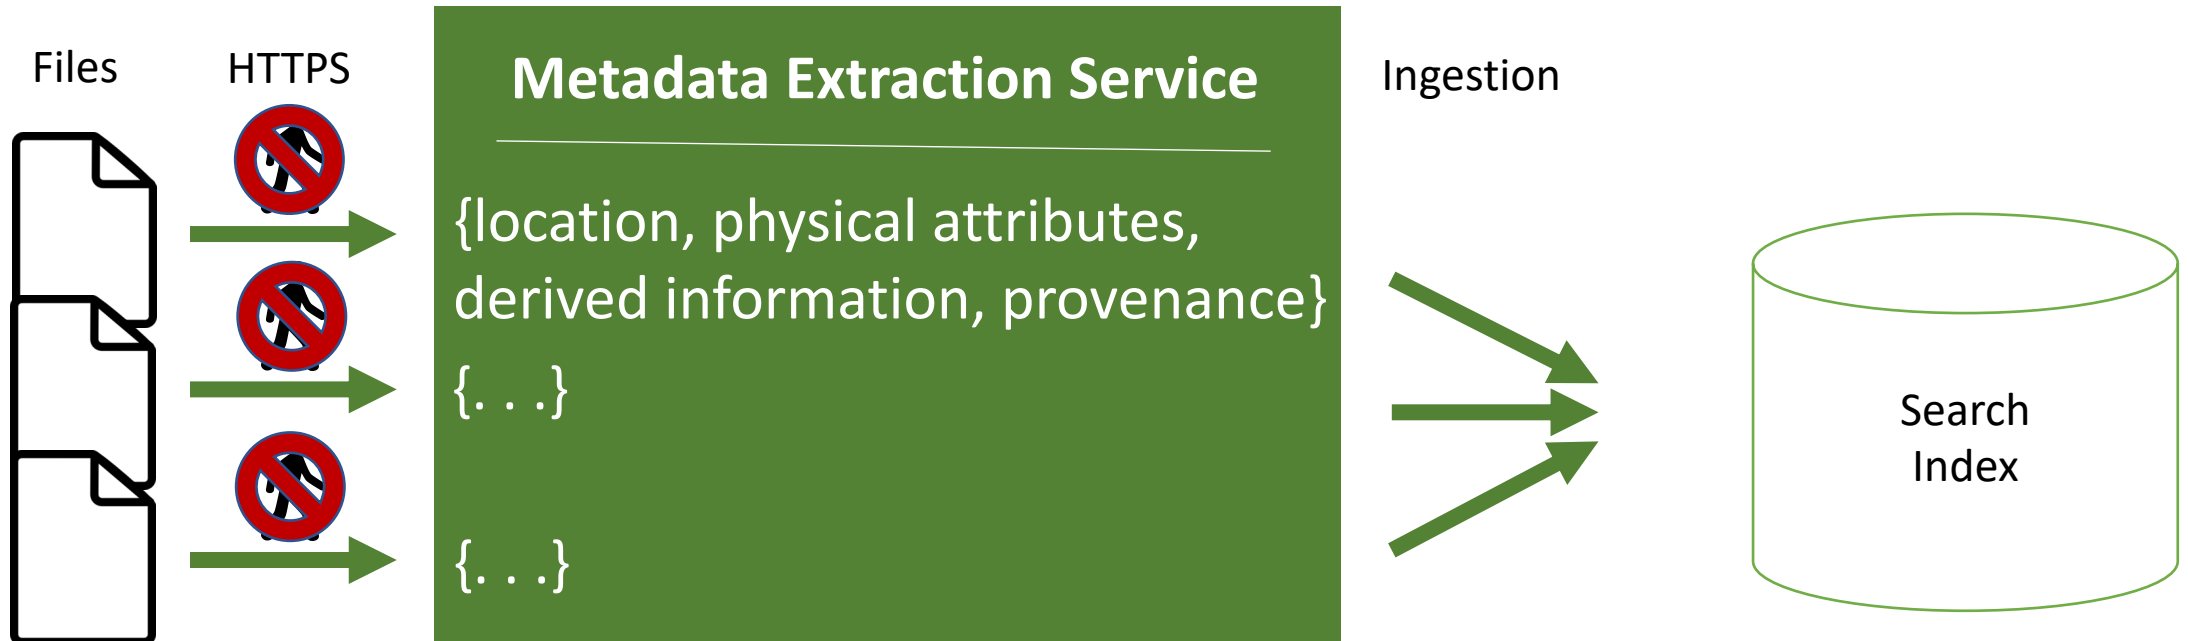 Files
HTTPS
Metadata Extraction Service
Ingestion
{location, physical attributes,
derived information, provenance}
{. . .}
{. . .}
Search
Index